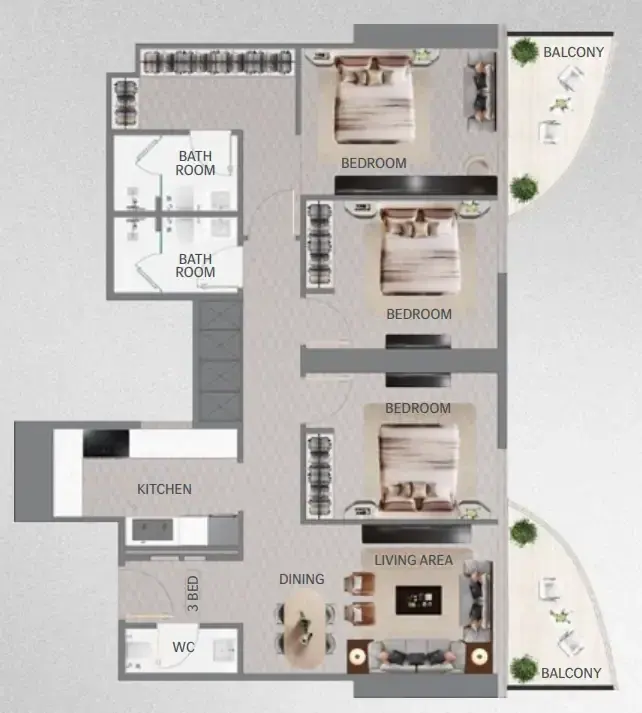 BALCONY
BATH
ROOM
BEDROOM
BATH
ROOM
BEDROOM
BEDROOM
KITCHEN
LIVING AREA
DINING
3 BED
WC
BALCONY